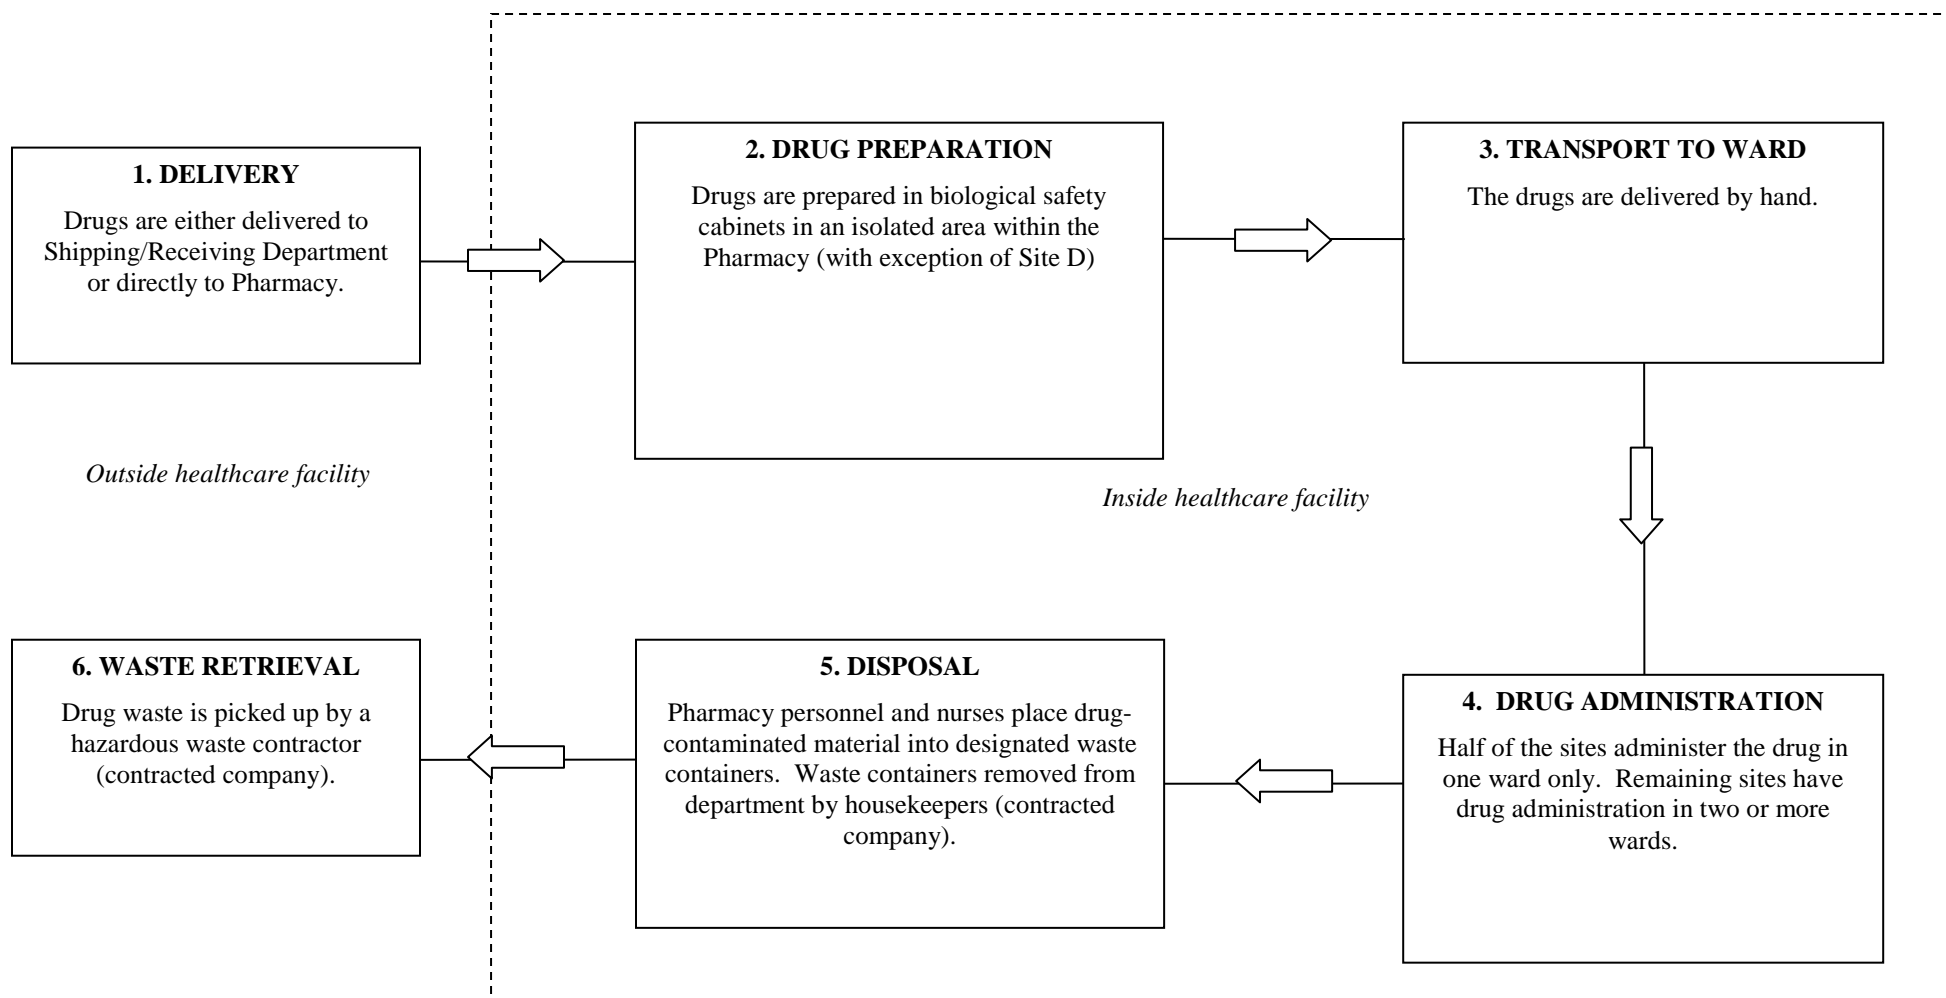 1. DELIVERY
Drugs are either delivered to
Shipping/Receiving Department
or directly to Pharmacy.
2. DRUG PREPARATION
Drugs are prepared in biological safety
cabinets in an isolated area within the
Pharmacy (with exception of Site D)
3. TRANSPORT TO WARD
The drugs are delivered by hand.
Outside healthcare facility
Inside healthcare facility
4. DRUG ADMINISTRATION
Half of the sites administer the drug in
one ward only. Remaining sites have
drug administration in two or more
wards.
5. DISPOSAL
Pharmacy personnel and nurses place drug-
contaminated material into designated waste
containers. Waste containers removed from
department by housekeepers (contracted
company).
6. WASTE RETRIEVAL
Drug waste is picked up by a
hazardous waste contractor
(contracted company).